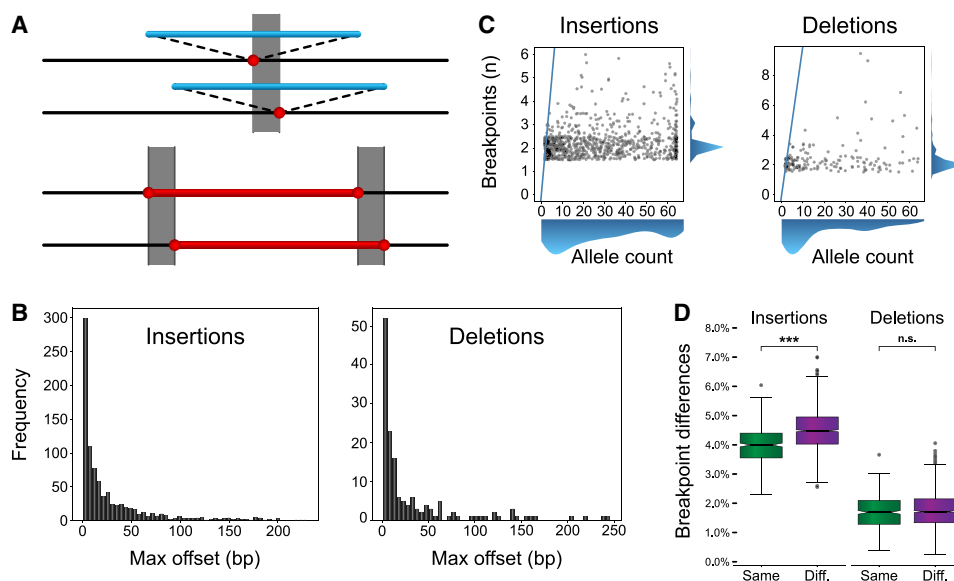 A
B
Insertions
300
250
200
150
100
50
0
Frequency
0 50 100 150 200
Max offset (bp)
Deletions
50
40
30
20
10
0
0 50 100 150 200 250
Max offset (bp)
C
Insertions
6
5
4
3
2
1
0
Breakpoints (n)
0 10 20 30 40 50 60
Allele count
Deletions
8
6
4
2
0
0 10 20 30 40 50 60
Allele count
D
Insertions Deletions
8.0%
7.0%
6.0%
5.0%
4.0%
3.0%
2.0%
1.0%
0.0%
Breakpoint differences
*** n.s.
Same Diff. Same Diff.